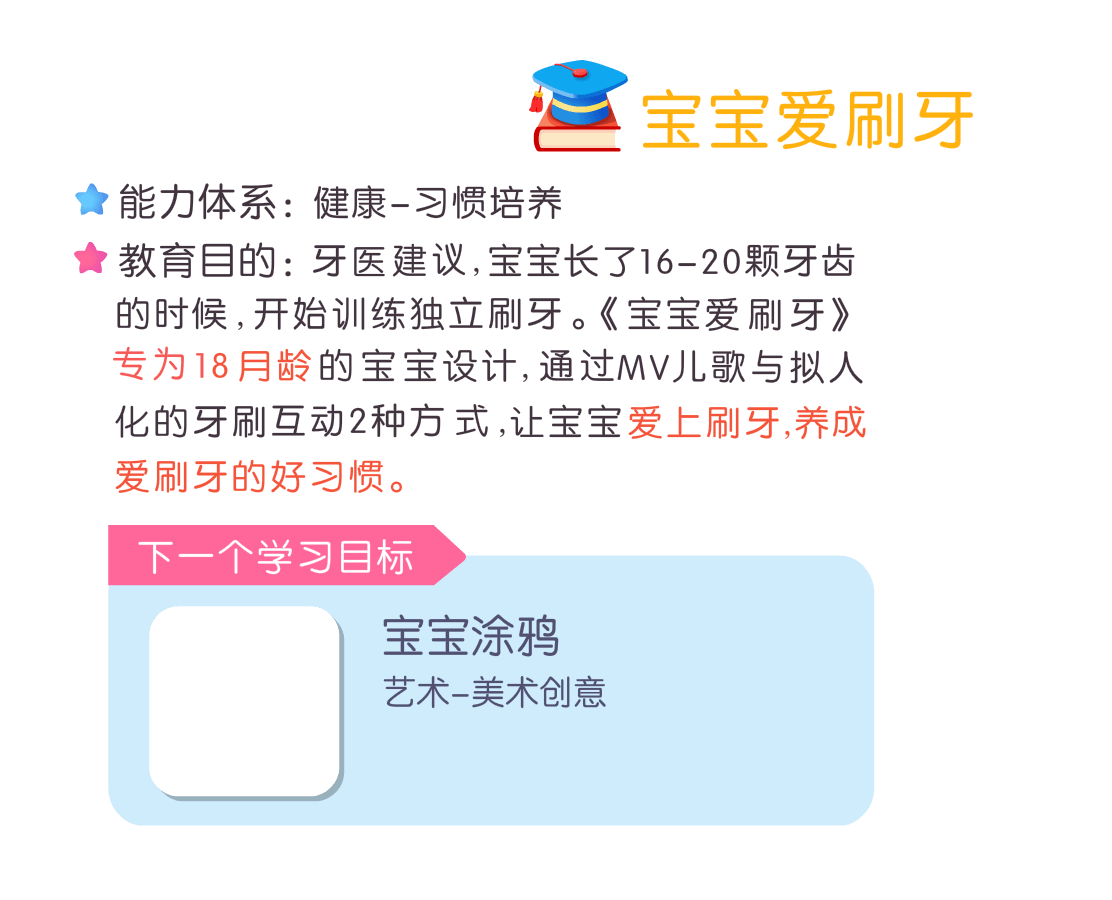 宝宝爱刷牙
能力体系：健康-习惯培养
教育目的：牙医建议,宝宝长了16-20颗牙齿
的时候,开始训练独立刷牙。《宝宝爱刷牙》
专为18月龄的宝宝设计,通过MV儿歌与拟人
化的牙刷互动2种方式,让宝宝爱上刷牙,养成
爱刷牙的好习惯。
下一个学习目标
宝宝涂鸦
艺术-美术创意